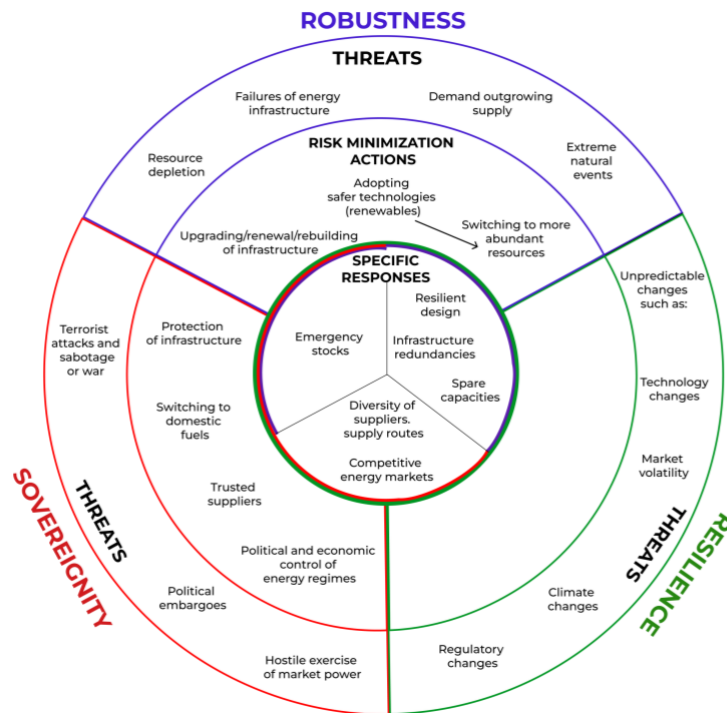 ROBUSTNESS
THREATS
Failures of energy
infrastructure
Demand outgrowing
supply
Resource
depletion
Extreme
natural
events
RISK MINIMIZATION
ACTIONS
Adopting
safer technologies
(renewables)
Switching to more
abundant
resources
Upgrading/renewal/rebuilding
of infrastructure
SPECIFIC
RESPONSES
Resilient
design
Infrastructure
redundancies
Spare
capacities
Emergency
stocks
Diversity of
suppliers.
supply routes
Competitive
energy markets
SOVEREIGNITY
THREATS
Terrorist
attacks and
sabotage
or war
Political
embargoes
Hostile exercise
of market power
Protection
of infrastructure
Switching to
domestic
fuels
Trusted
suppliers
Political and economic
control of
energy regimes
RESILIENCE
THREATS
Unpredictable
changes
such as:
Technology
changes
Market
volatility
Climate
changes
Regulatory
changes